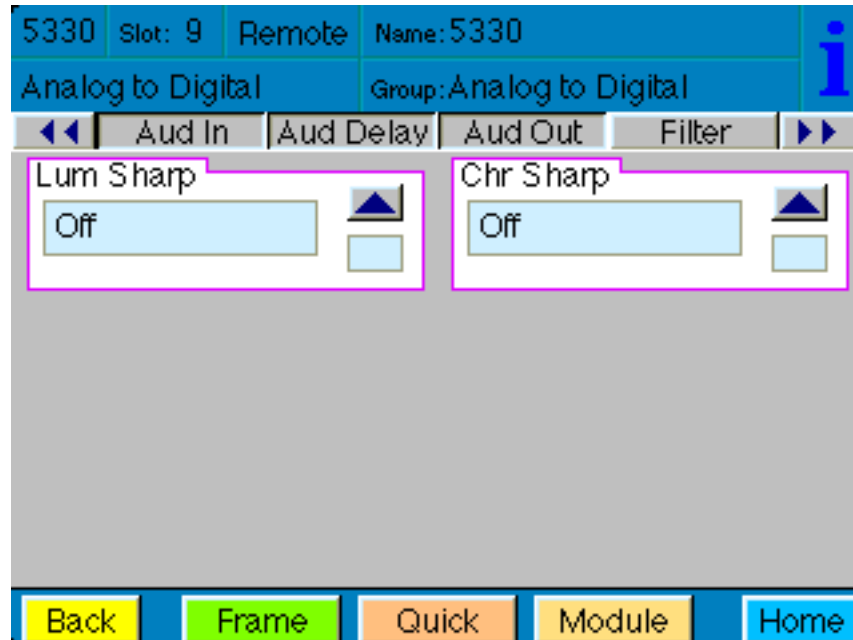 5330 Slot: 9 Remote Name:5330
Analog to Digital Group:Analog to Digital
Aud In Aud Delay Aud Out Filter
Lum Sharp Chr Sharp
Off Off
Back Frame Quick Module Home